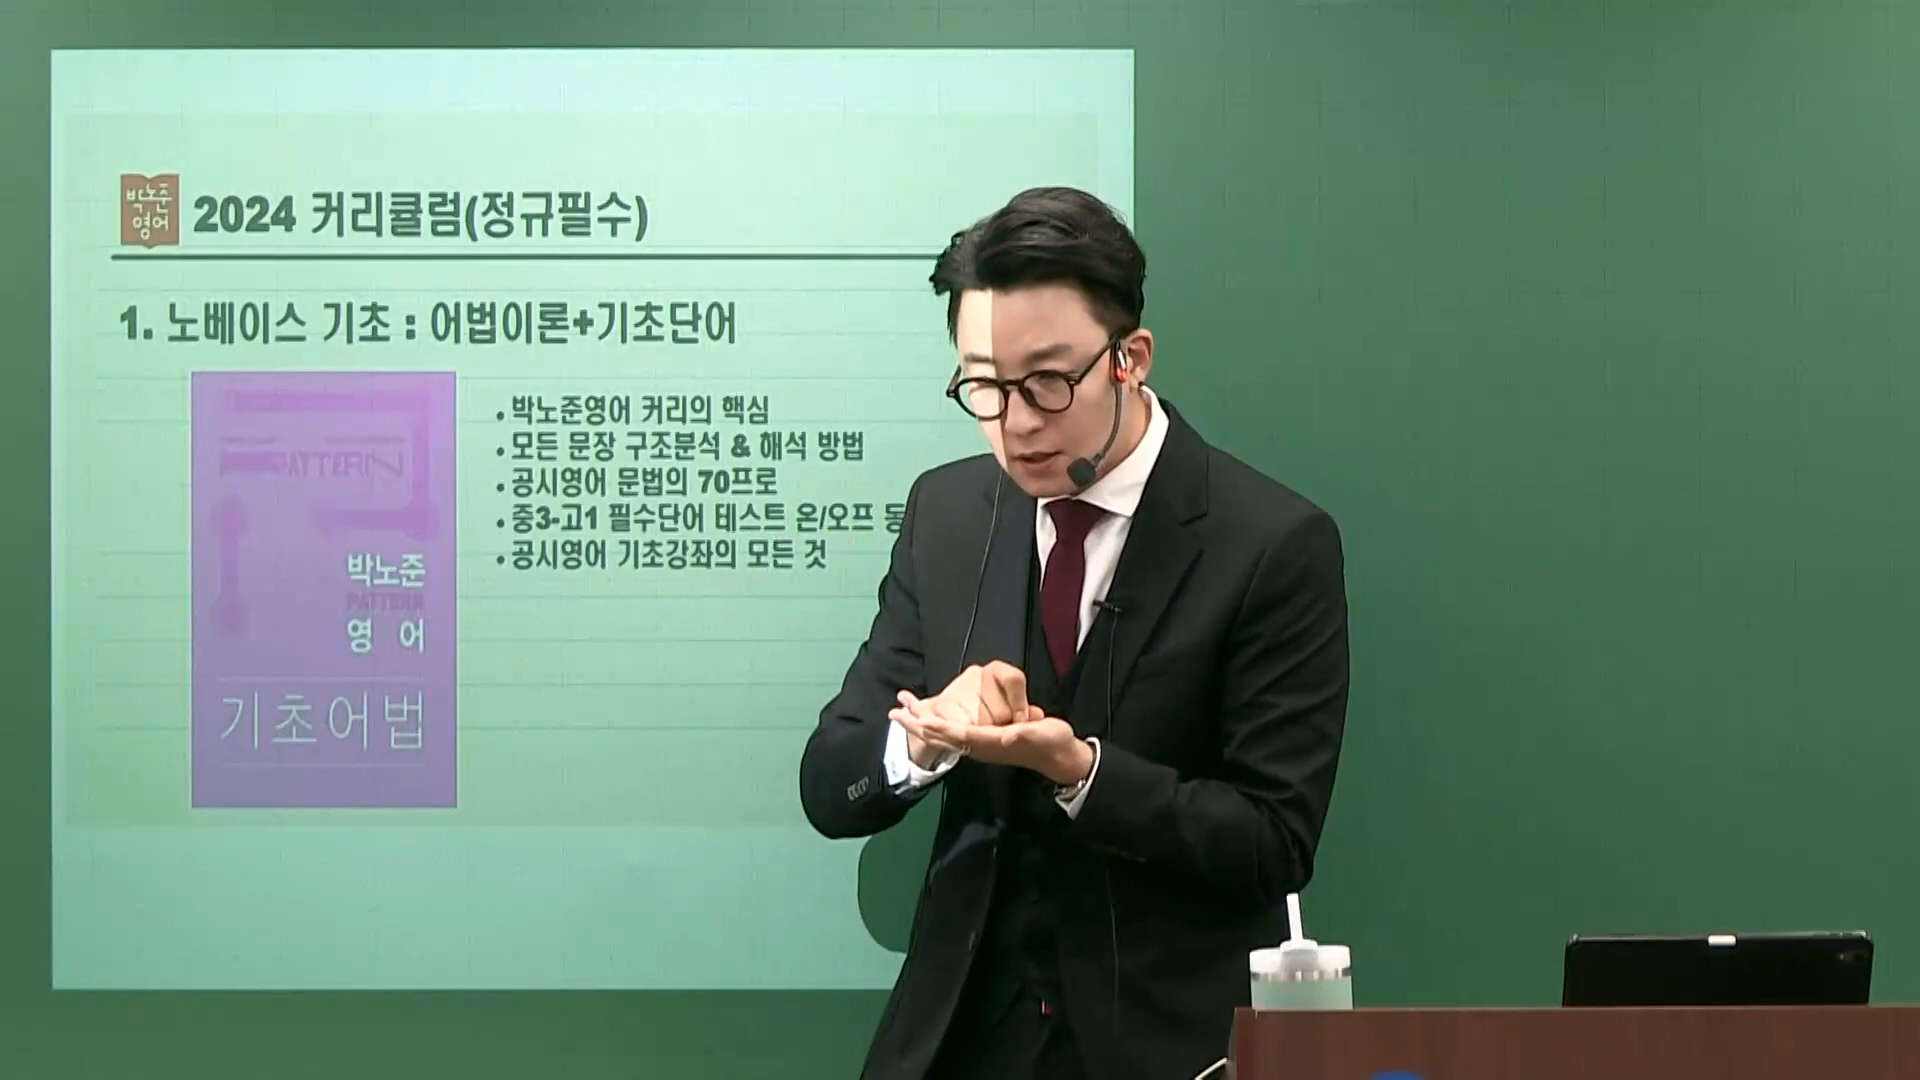 박노준
영어
2024 커리큘럼(정규필수)
1. 노베이스 기초 : 어법이론+기초단어
• 박노준영어 커리의 핵심
• 모든 문장 구조분석 & 해석 방법
• 공시영어 문법의 70프로
• 중3-고1 필수단어 테스트 온/오프 동
• 공시영어 기초강좌의 모든 것
박노준
PATTERN
영 어
기초어법